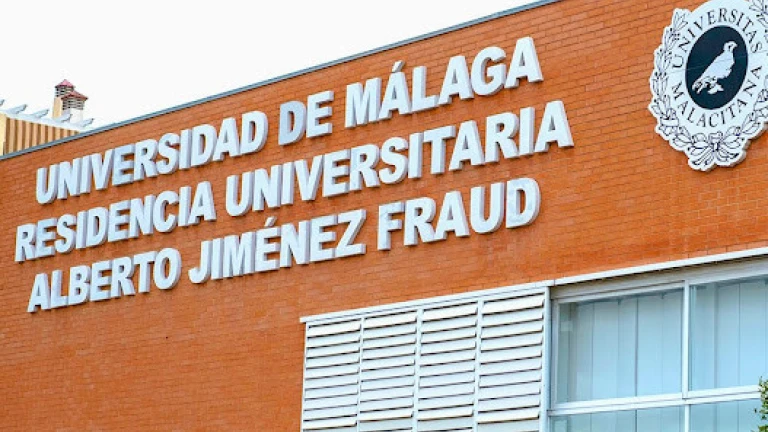 UNIVERSIDAD DE MÁLAGA
RESIDENCIA UNIVERSITARIA
ALBERTO JIMÉNEZ FRAUD
UNIVERSITAS
MALACITANA